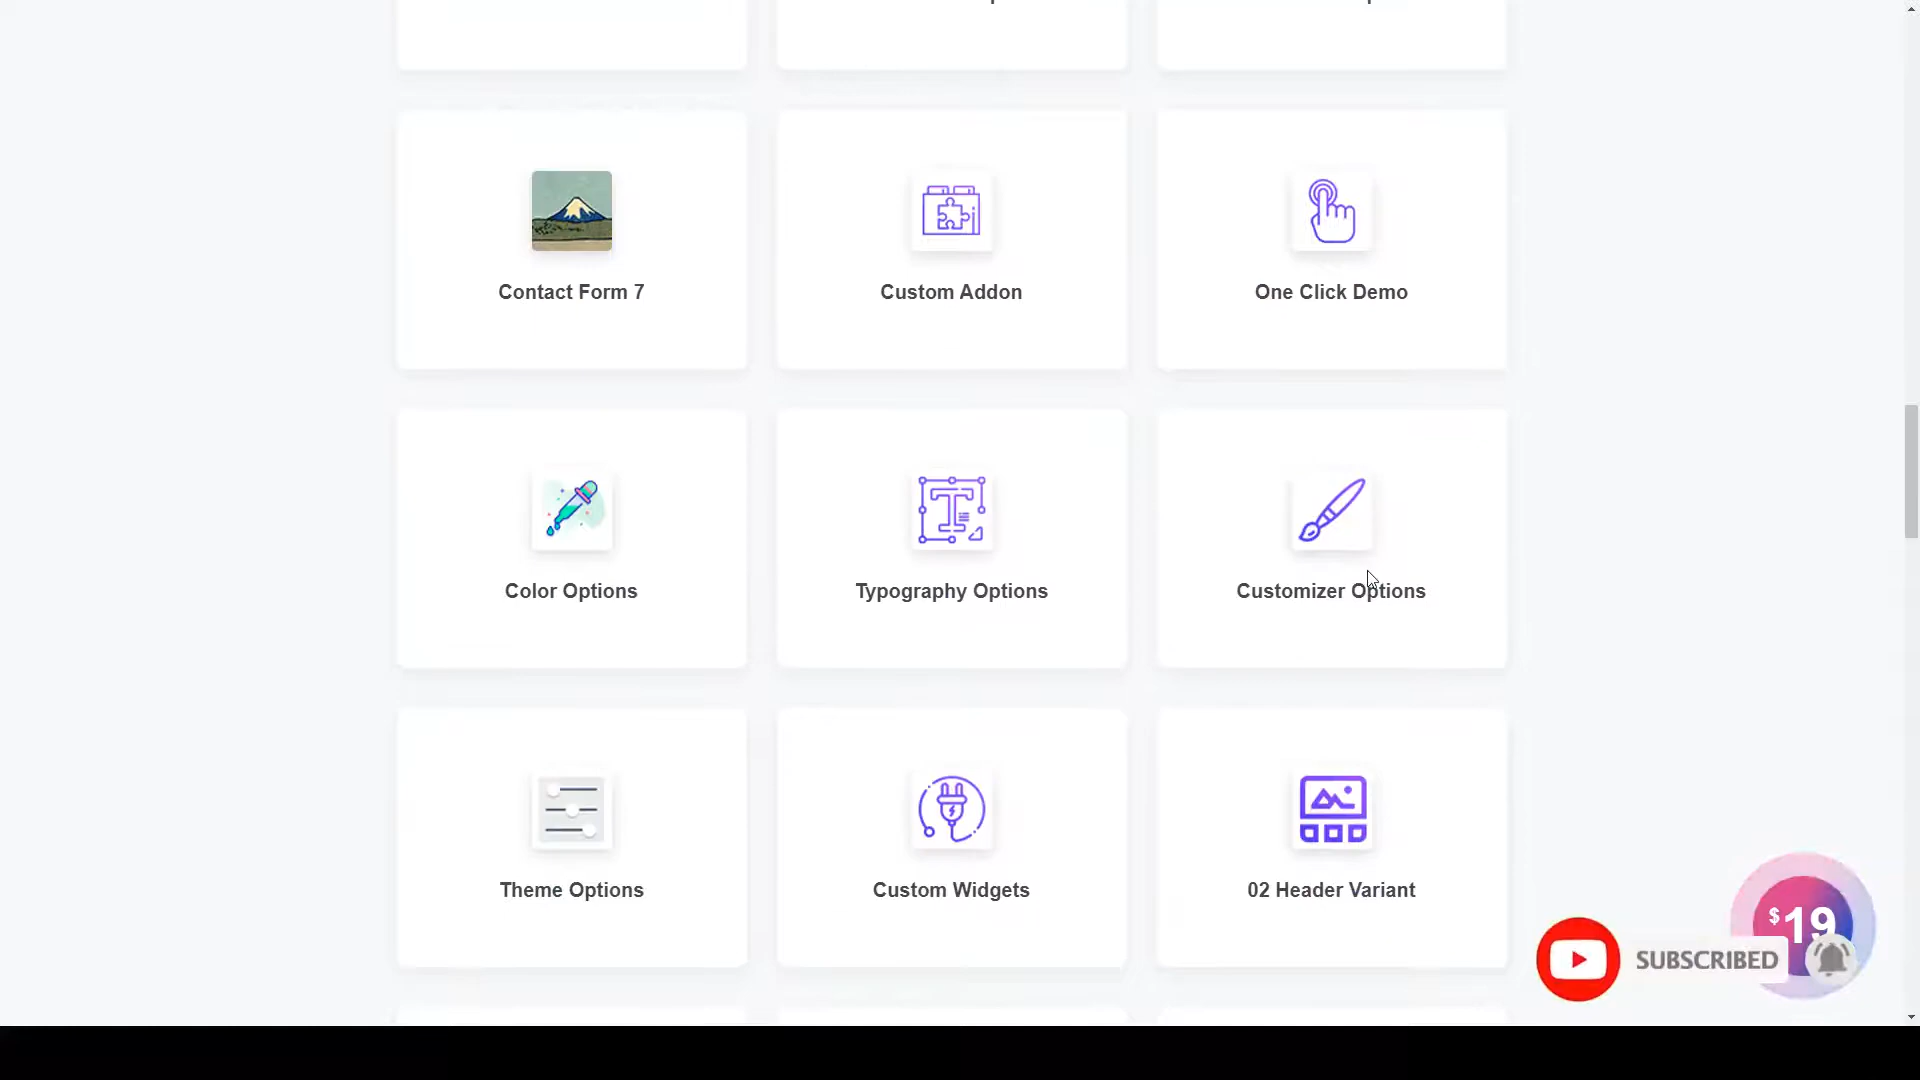 Contact Form 7
Custom Addon
One Click Demo
Color Options
Typography Options
Customizer Options
Theme Options
Custom Widgets
02 Header Variant
$19
SUBSCRIBED